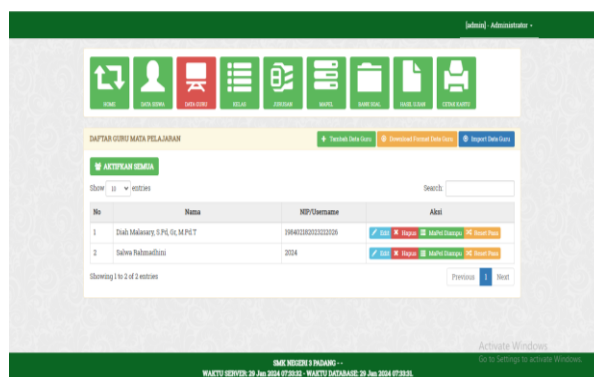 [admin] - Administrator
HOME DATA SISWA DATA GURU KELAS JURUSAN MAPEL BANK SOAL HASIL UJIAN CETAK KARTU
DAFTAR GURU MATA PELAJARAN
Tambah Data Guru Download Format Data Guru Import Data Guru
AKTIFKAN SEMUA
Show 10 entries Search:
No Nama NIP/Username Aksi
1 Diah Malasary, S.Pd, Gr, M.Pd.T Edit Hapus MaPel Diampu Reset Pass
2 Salwa Rahmadhini 2024 Edit Hapus MaPel Diampu Reset Pass
Showing 1 to 2 of 2 entries Previous 1 Next
Activate Windows
Go to Settings to activate Windows.
SMK NEGERI 3 PADANG - -
WAKTU SERVER: 29 Jan 2024 07:33:32 - WAKTU DATABASE: 29 Jan 2024 07:33:31.